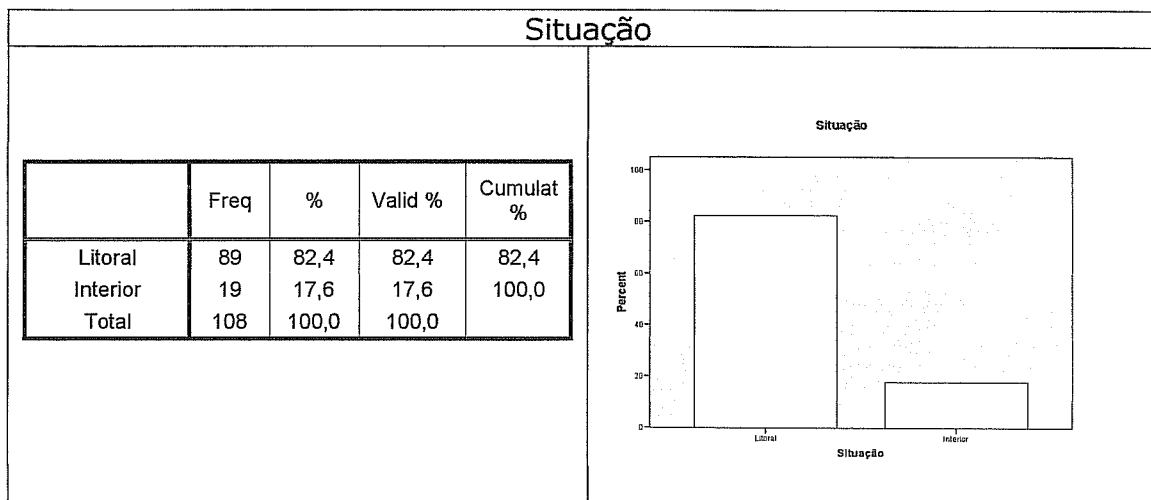 Situação
Freq % Valid % Cumulat %
Litoral 89 82,4 82,4 82,4
Interior 19 17,6 17,6 100,0
Total 108 100,0 100,0
Situação
100
80
60
40
20
0
Percent
Litoral Interior
Situação